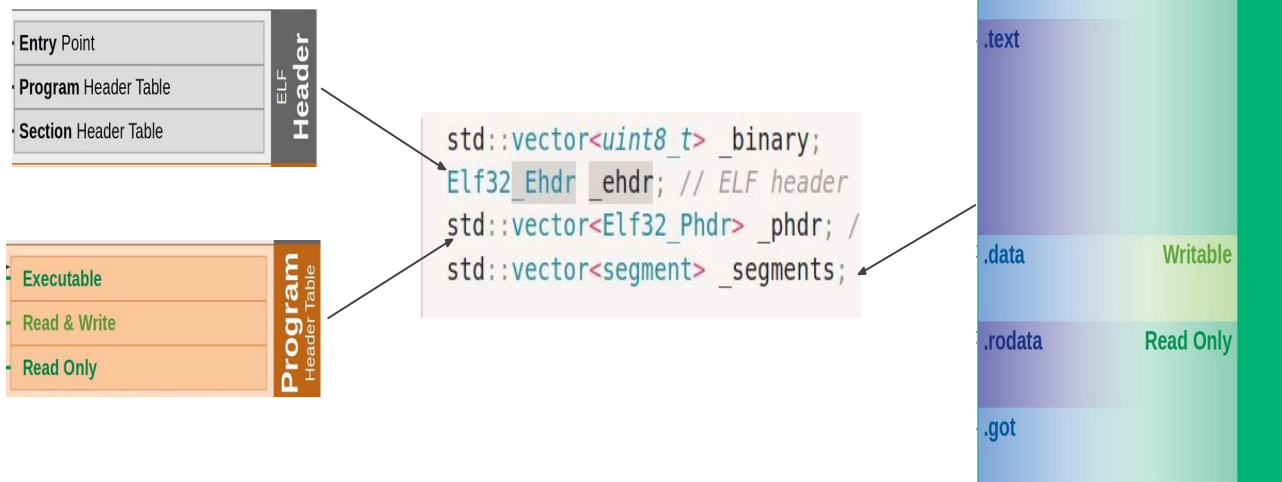 Entry Point
Program Header Table
Section Header Table
ELF
Header
Executable
Read & Write
Read Only
Program
Header Table
std::vector<uint8_t> _binary;
Elf32_Ehdr _ehdr; // ELF header
std::vector<Elf32_Phdr> _phdr; /
std::vector<segment> _segments;
.text
.data Writable
.rodata Read Only
.got